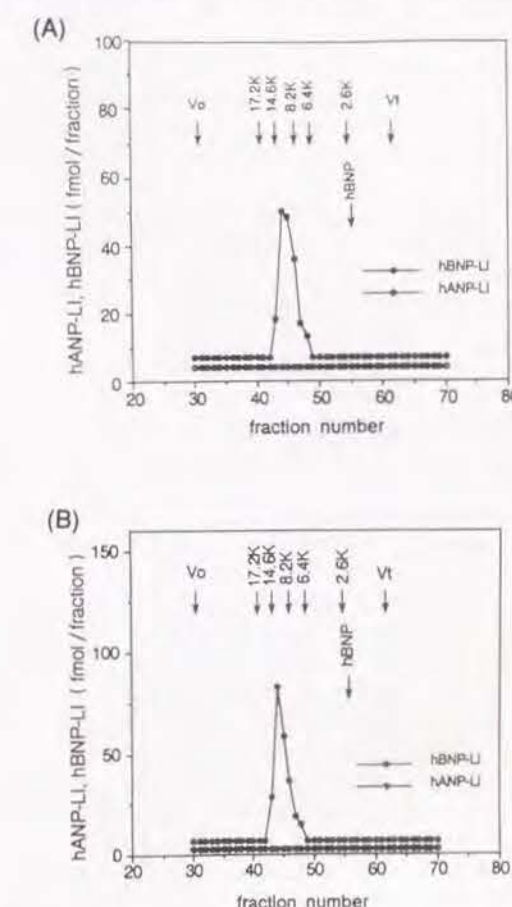 (A)
hANP-LI, hBNP-LI ( fmol / fraction)
100
80
60
40
20
0
Vo
17.2K
14.6K
8.2K
6.4K
2.6K
Vt
hBNP
hBNP-LI
hANP-LI
20 30 40 50 60 70 80
fraction number
(B)
hANP-LI, hBNP-LI ( fmol / fraction)
150
100
50
0
Vo
17.2K
14.6K
8.2K
6.4K
2.6K
Vt
hBNP
hBNP-LI
hANP-LI
20 30 40 50 60 70 80
fraction number